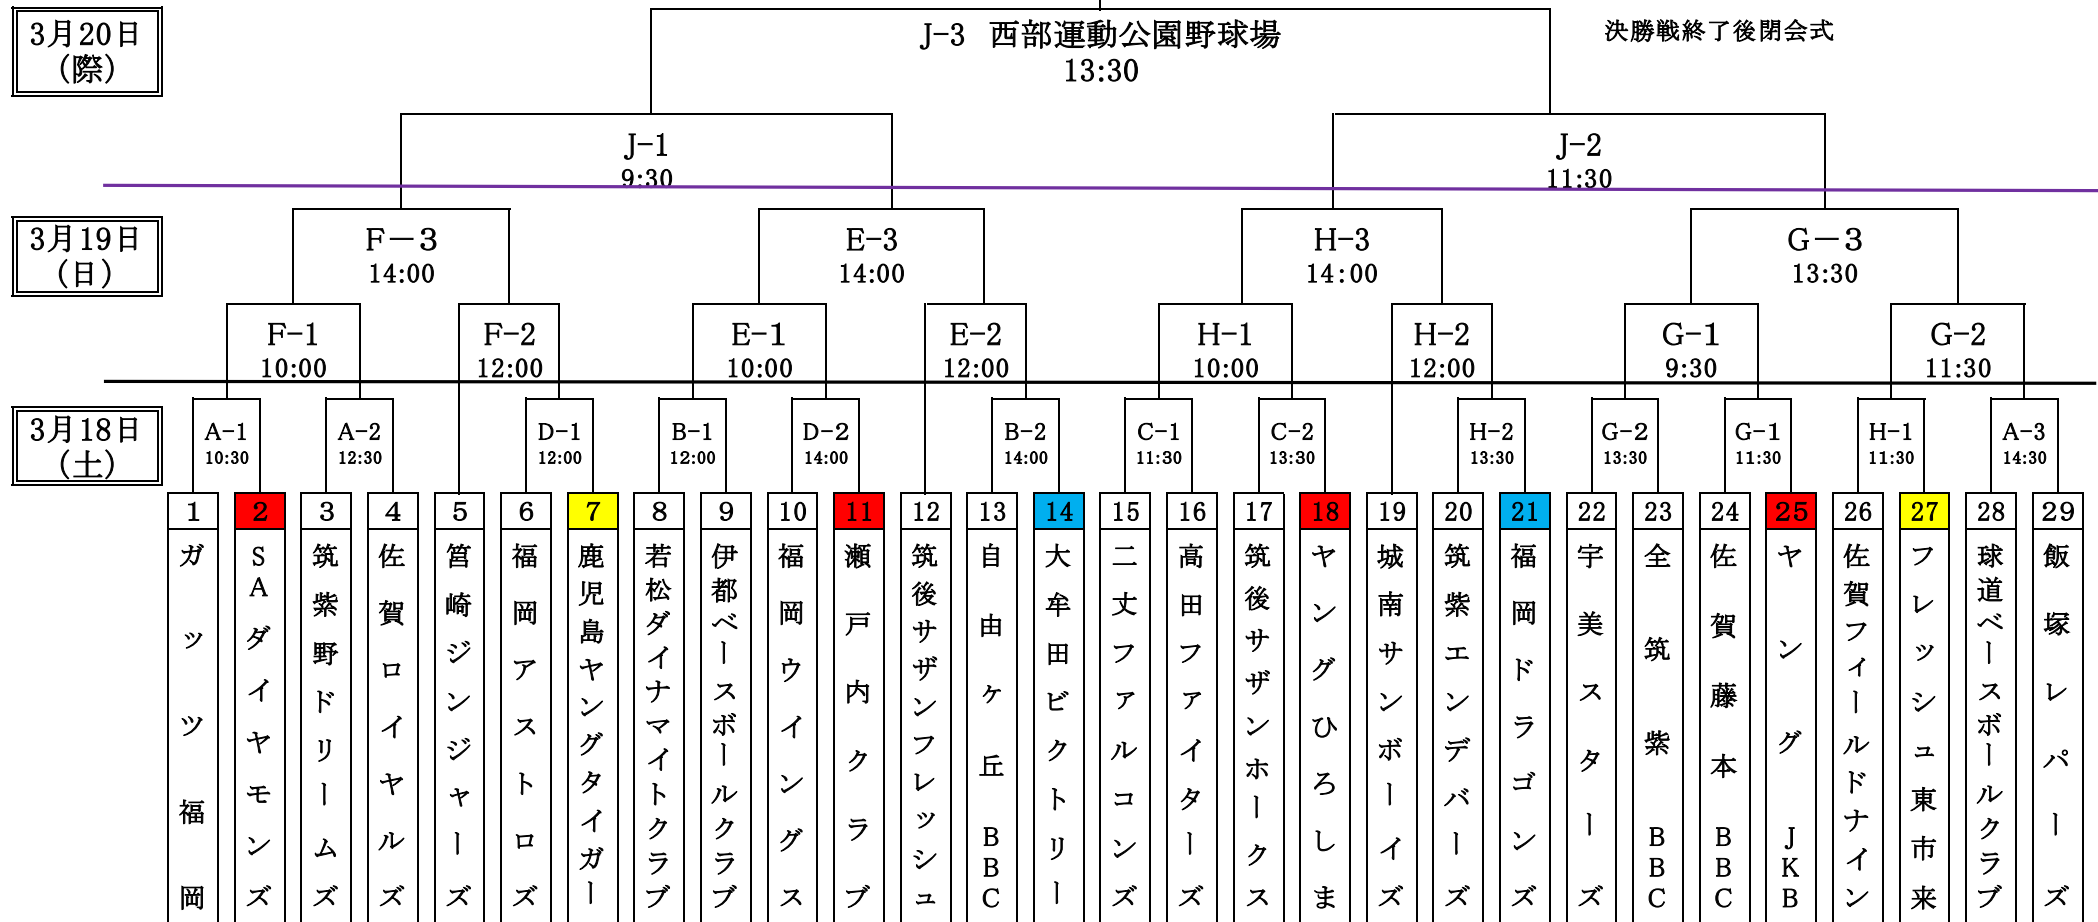 3月20日
(際)
J-3 西部運動公園野球場
13:30
決勝戦終了後閉会式
J-1
9:30
J-2
11:30
3月19日
(日)
F-3
14:00
E-3
14:00
H-3
14:00
G-3
13:30
F-1
10:00
F-2
12:00
E-1
10:00
E-2
12:00
H-1
10:00
H-2
12:00
G-1
9:30
G-2
11:30
3月18日
(土)
A-1
10:30
A-2
12:30
D-1
12:00
B-1
12:00
D-2
14:00
B-2
14:00
C-1
11:30
C-2
13:30
H-2
13:30
G-2
13:30
G-1
11:30
H-1
11:30
A-3
14:30
1
ガッツ福岡
2
SAダイヤモンズ
3
筑紫野ドリームズ
4
佐賀ロイヤルズ
5
筥崎ジンジャーズ
6
福岡アストロズ
7
鹿児島ヤングタイガー
8
若松ダイナマイトクラブ
9
伊都ベースボールクラブ
10
福岡ウイングス
11
瀬戸内クラブ
12
筑後サザンフレッシュ
13
自由ヶ丘BBC
14
大牟田ビクトリー
15
二丈ファルコンズ
16
高田ファイターズ
17
筑後サザンホークス
18
ヤングひろしま
19
城南サンボーイズ
20
筑紫エンデバーズ
21
福岡ドラゴンズ
22
宇美スターズ
23
全筑紫BBC
24
佐賀藤本BBC
25
ヤングJKB
26
佐賀フィールドナイン
27
フレッシュ東市来
28
球道ベースボールクラブ
29
飯塚レパーズ